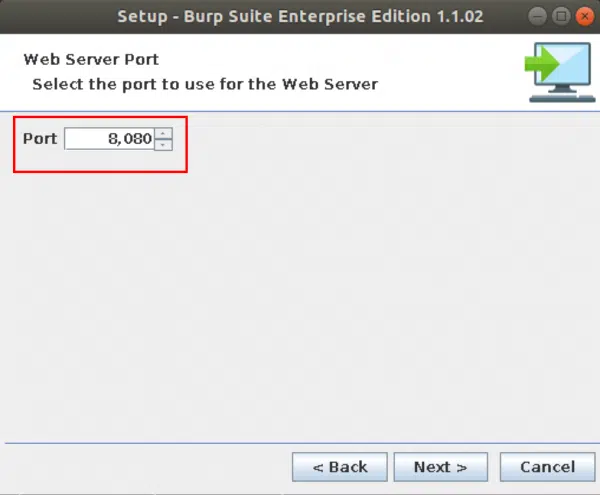 Setup - Burp Suite Enterprise Edition 1.1.02
Web Server Port
Select the port to use for the Web Server
Port 8,080
< Back Next > Cancel